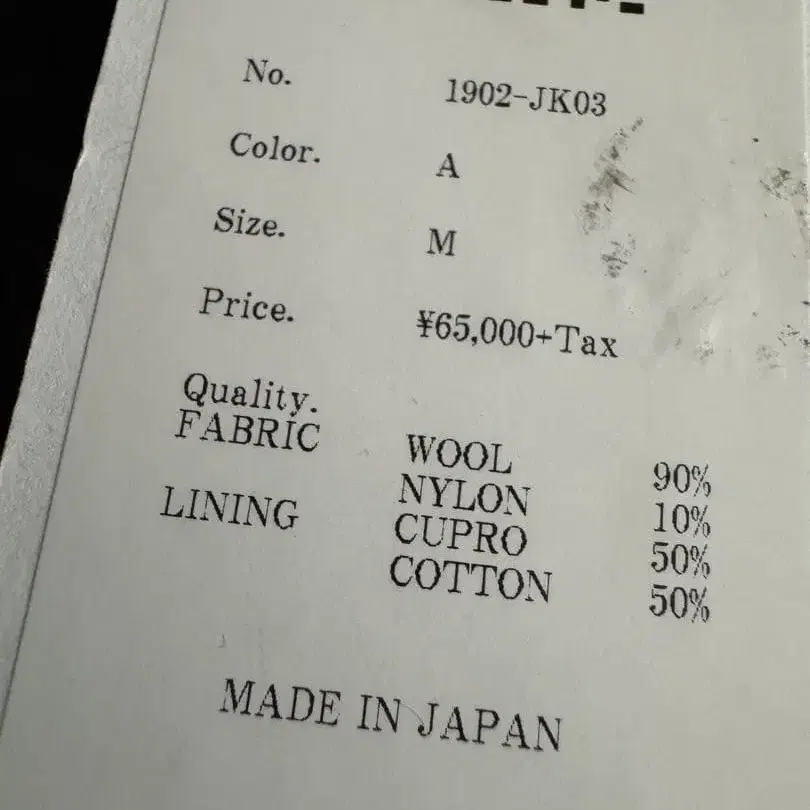 No. 1902-JK03
Color. A
Size. M
Price. ¥65,000+Tax
Quality.
FABRIC WOOL 90%
NYLON 10%
LINING CUPRO 50%
COTTON 50%
MADE IN JAPAN